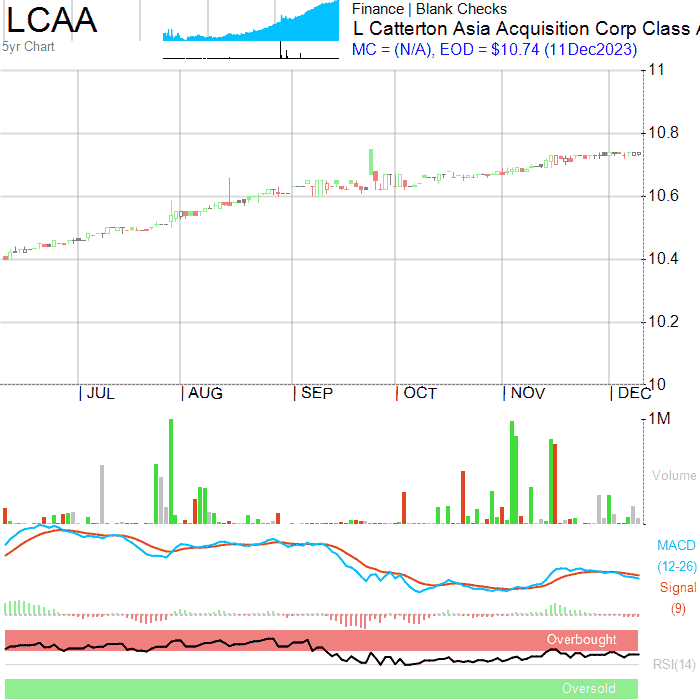 LCAA
5yr Chart
Finance | Blank Checks
L Catterton Asia Acquisition Corp Class A
MC = (N/A), EOD = $10.74 (11Dec2023)
11
10.8
10.6
10.4
10.2
10
| JUL | AUG | SEP | OCT | NOV | DEC
1M
Volume
MACD
(12-26)
Signal
(9)
Overbought
RSI(14)
Oversold